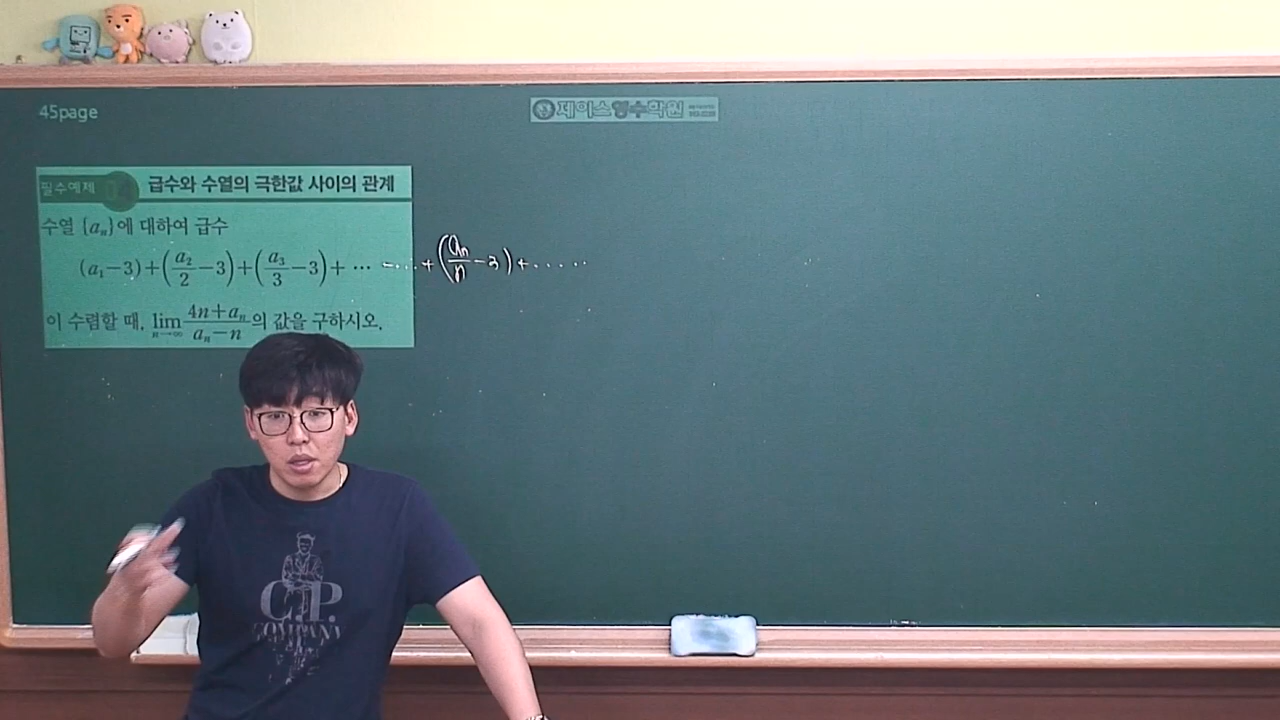 45page
제이스영수학원
필수예제 급수와 수열의 극한값 사이의 관계
수열 {aₙ}에 대하여 급수
(a₁−3)+(a₂/2−3)+(a₃/3−3)+⋯ ⋯⋯+(aₙ/n−3)+⋯⋯
이 수렴할 때, lim n→∞ (4n+aₙ)/(aₙ−n)의 값을 구하시오.
C.P.
COMPANY